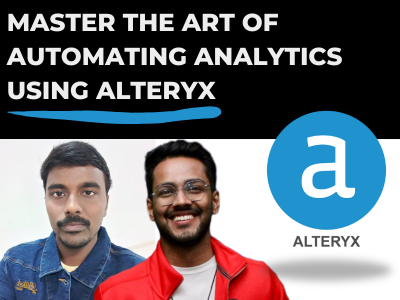 MASTER THE ART OF
AUTOMATING ANALYTICS
USING ALTERYX
a
ALTERYX